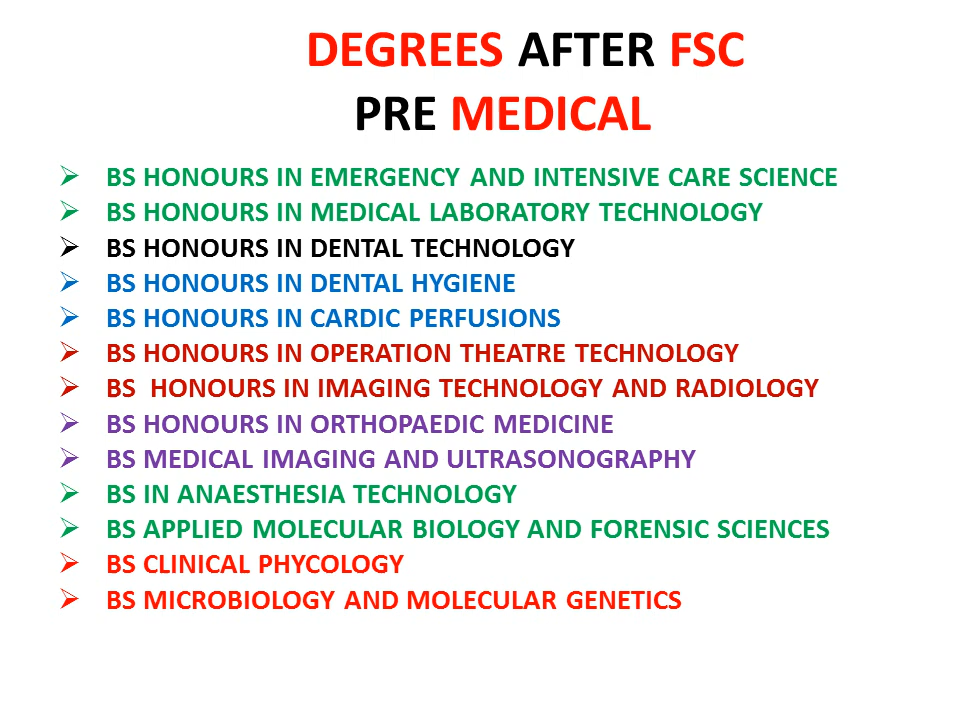 DEGREES AFTER FSC
PRE MEDICAL
BS HONOURS IN EMERGENCY AND INTENSIVE CARE SCIENCE
BS HONOURS IN MEDICAL LABORATORY TECHNOLOGY
BS HONOURS IN DENTAL TECHNOLOGY
BS HONOURS IN DENTAL HYGIENE
BS HONOURS IN CARDIC PERFUSIONS
BS HONOURS IN OPERATION THEATRE TECHNOLOGY
BS  HONOURS IN IMAGING TECHNOLOGY AND RADIOLOGY
BS HONOURS IN ORTHOPAEDIC MEDICINE
BS MEDICAL IMAGING AND ULTRASONOGRAPHY
BS IN ANAESTHESIA TECHNOLOGY
BS APPLIED MOLECULAR BIOLOGY AND FORENSIC SCIENCES
BS CLINICAL PHYCOLOGY
BS MICROBIOLOGY AND MOLECULAR GENETICS